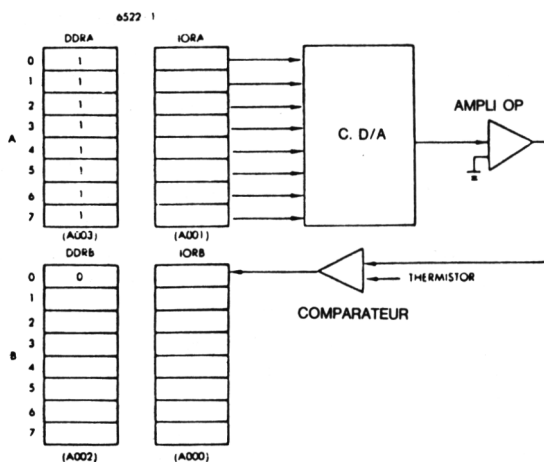 6522 1
DDRA IORA
0 1
1 1
2 1
3 1
A
4 1
5 1
6 1
7 1
(A003) (A001)
C. D/A
AMPLI OP
DDRB IORB
0 0
1
2
3
B
4
5
6
7
(A002) (A000)
THERMISTOR
COMPARATEUR